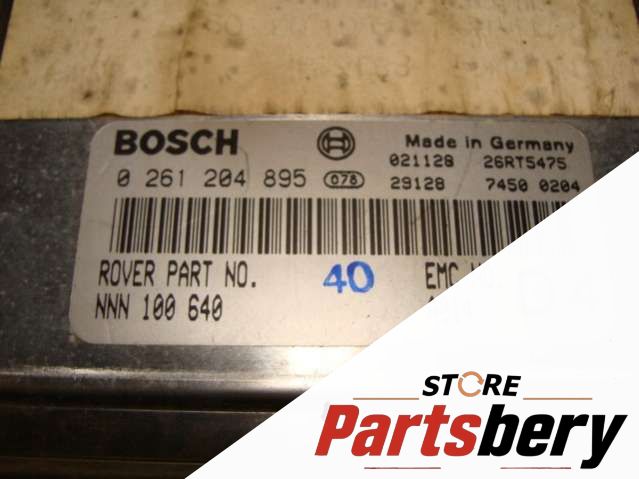 BOSCH Made in Germany
021128 26RT5475
0 261 204 895 078 29128 7450 0204
ROVER PART NO. 40 EMC
NNN 100 640
STORE
Partsbery